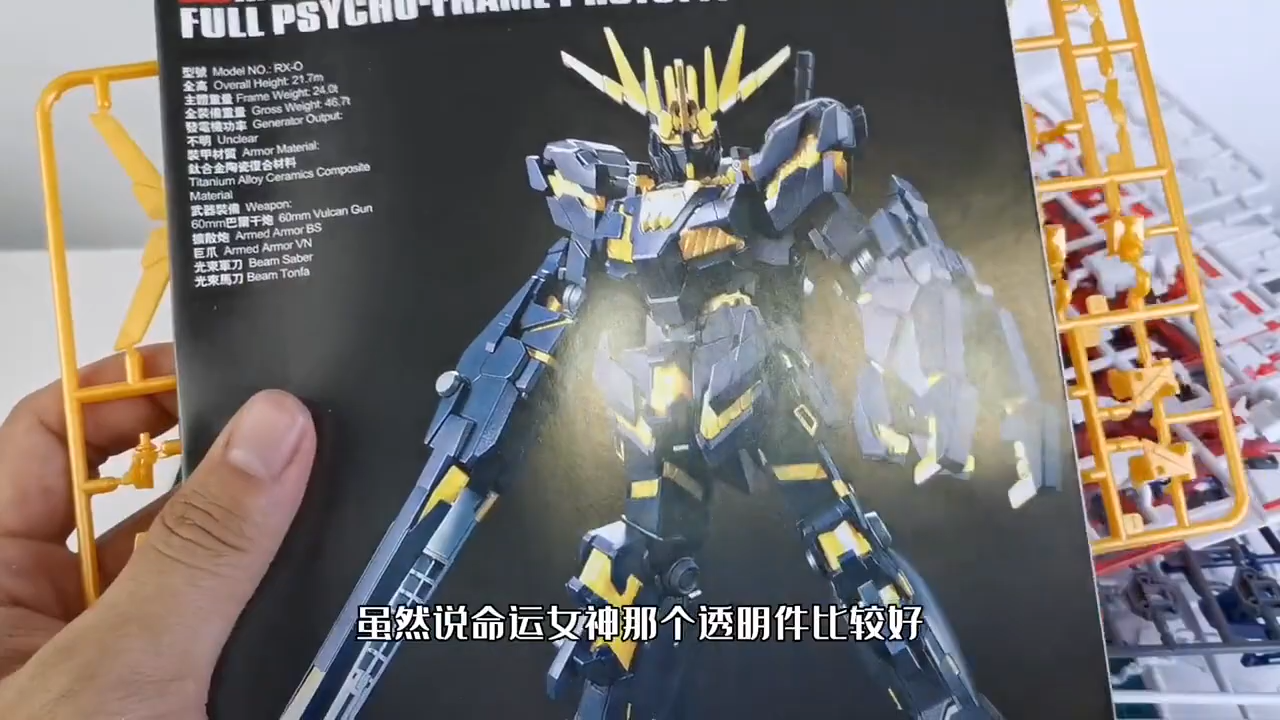 FULL PSYCHO-FRAME PROTOTY
型號 Model NO.: RX-O
全高 Overall Height: 21.7m
主體重量 Frame Weight: 24.0t
全裝備重量 Gross Weight: 46.7t
發電機功率 Generator Output:
不明 Unclear
裝甲材質 Armor Material:
鈦合金陶瓷復合材料
Titanium Alloy Ceramics Composite
Material
武器裝備 Weapon:
60mm巴爾干炮 60mm Vulcan Gun
擴散炮 Armed Armor BS
巨爪 Armed Armor VN
光束軍刀 Beam Saber
光束馬刀 Beam Tonfa
虽然说命运女神那个透明件比较好